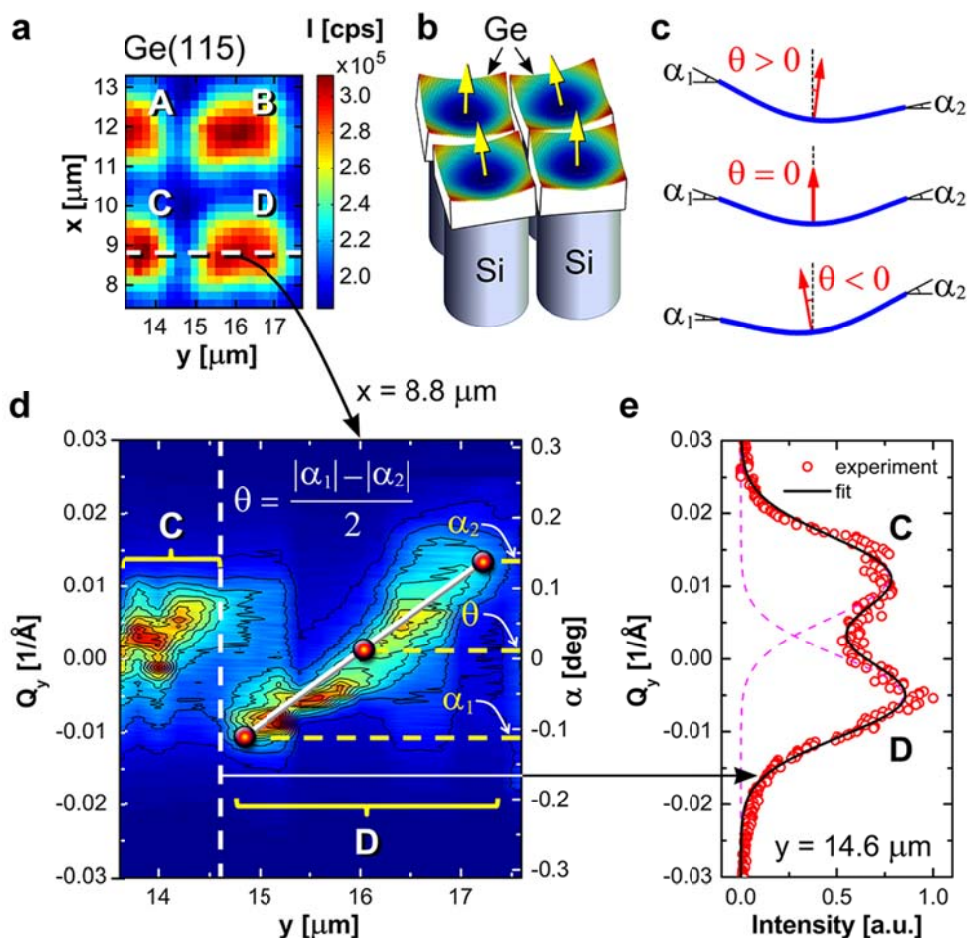 a
Ge(115)
I [cps]
x10⁵
3.0
2.8
2.6
2.4
2.2
2.0
A
B
C
D
13
12
11
10
9
8
x [μm]
14 15 16 17
y [μm]
b
Ge
Si
Si
c
α₁
θ > 0
α₂
α₁
θ = 0
α₂
α₁
θ < 0
α₂
x = 8.8 μm
d
0.03
0.02
0.01
0.00
-0.01
-0.02
-0.03
Q_y [1/Å]
θ = |α₁| – |α₂| / 2
C
α₂
θ
α₁
D
0.3
0.2
0.1
0
-0.1
-0.2
-0.3
α [deg]
14 15 16 17
y [μm]
e
0.03
0.02
0.01
0.00
-0.01
-0.02
-0.03
Q_y [1/Å]
experiment
fit
C
D
y = 14.6 μm
0.0 0.5 1.0
Intensity [a.u.]